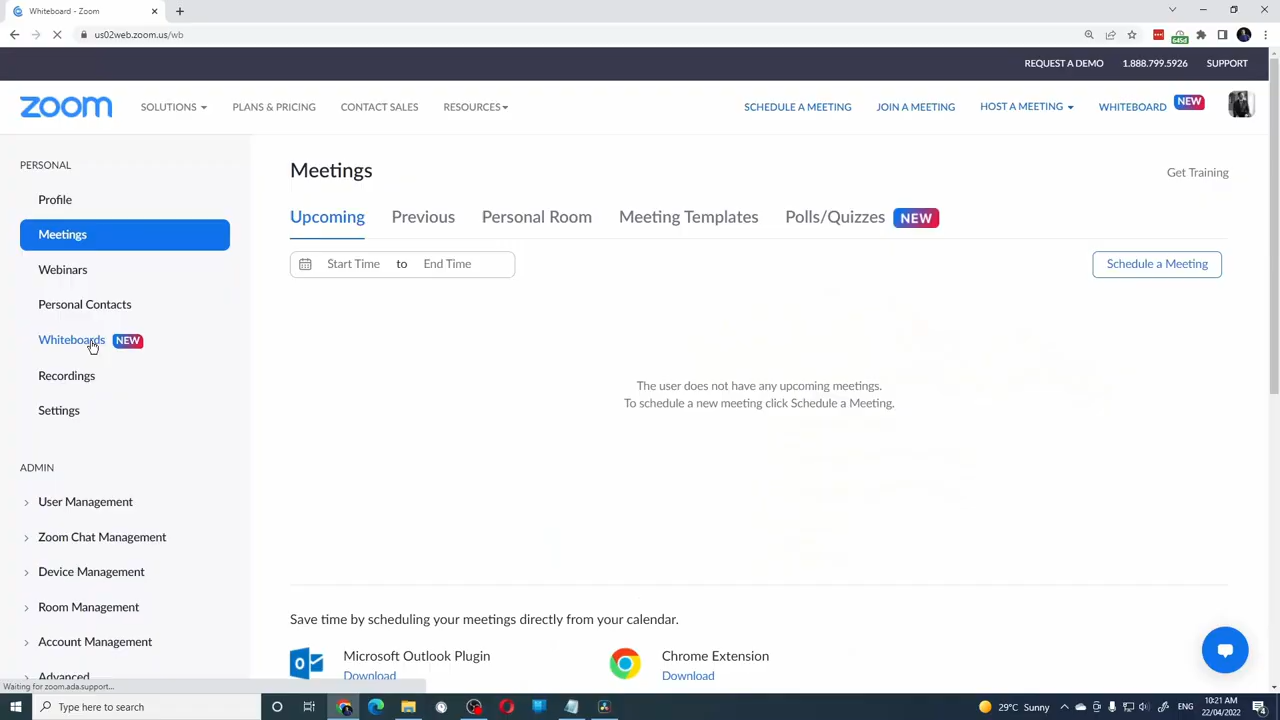 Whiteboard - Zoom
us02web.zoom.us/wb
645d
REQUEST A DEMO 1.888.799.5926 SUPPORT
zoom SOLUTIONS PLANS & PRICING CONTACT SALES RESOURCES SCHEDULE A MEETING JOIN A MEETING HOST A MEETING WHITEBOARD NEW
PERSONAL
Profile
Meetings
Webinars
Personal Contacts
Whiteboards NEW
Recordings
Settings
ADMIN
User Management
Zoom Chat Management
Device Management
Room Management
Account Management
Advanced
Meetings
Get Training
Upcoming Previous Personal Room Meeting Templates Polls/Quizzes NEW
Start Time to End Time
Schedule a Meeting
The user does not have any upcoming meetings.
To schedule a new meeting click Schedule a Meeting.
Save time by scheduling your meetings directly from your calendar.
Microsoft Outlook Plugin
Download
Chrome Extension
Download
Waiting for zoom.ada.support...
Type here to search
29°C Sunny
ENG
10:21 AM
22/04/2022